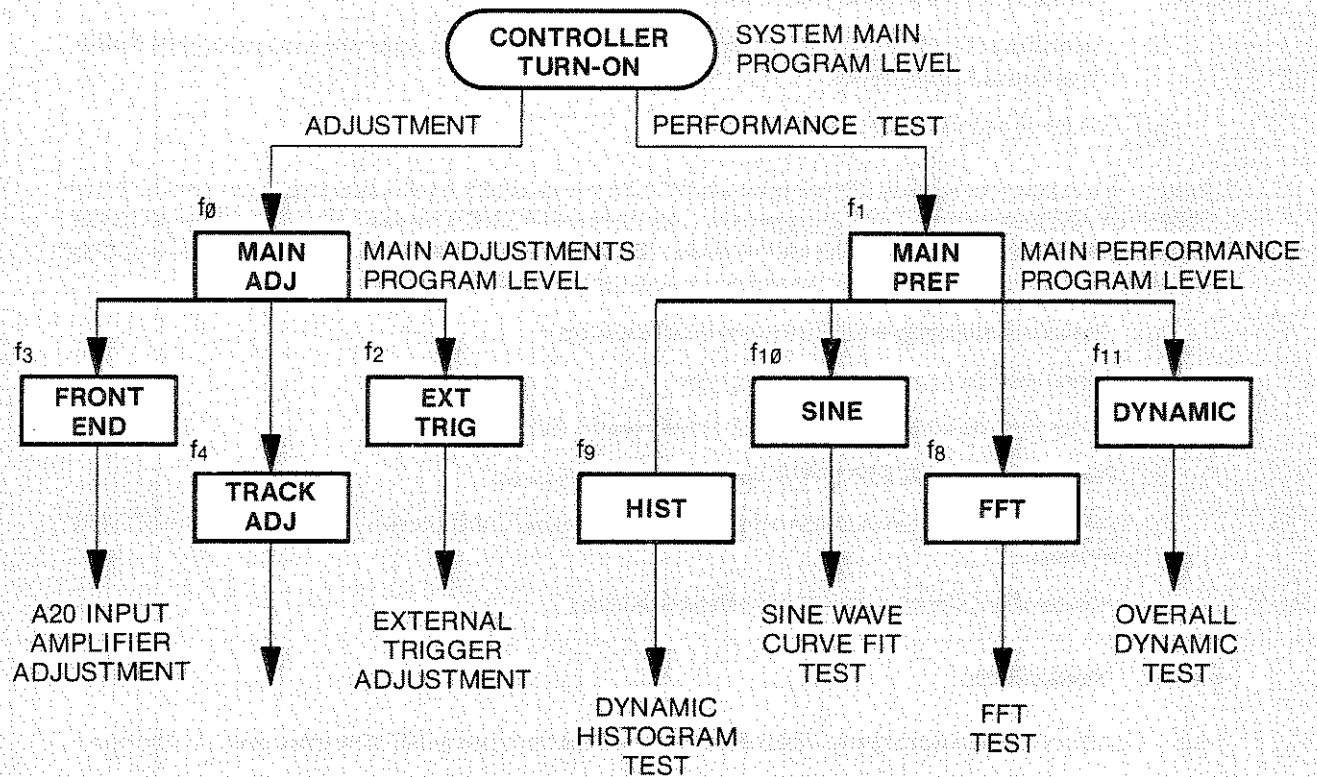 CONTROLLER
TURN-ON
SYSTEM MAIN
PROGRAM LEVEL
ADJUSTMENT
PERFORMANCE TEST
fø
MAIN
ADJ
MAIN ADJUSTMENTS
PROGRAM LEVEL
f1
MAIN
PREF
MAIN PERFORMANCE
PROGRAM LEVEL
f3
FRONT
END
f2
EXT
TRIG
f10
SINE
f11
DYNAMIC
f4
TRACK
ADJ
f9
HIST
f8
FFT
A20 INPUT
AMPLIFIER
ADJUSTMENT
EXTERNAL
TRIGGER
ADJUSTMENT
SINE WAVE
CURVE FIT
TEST
OVERALL
DYNAMIC
TEST
DYNAMIC
HISTOGRAM
TEST
FFT
TEST